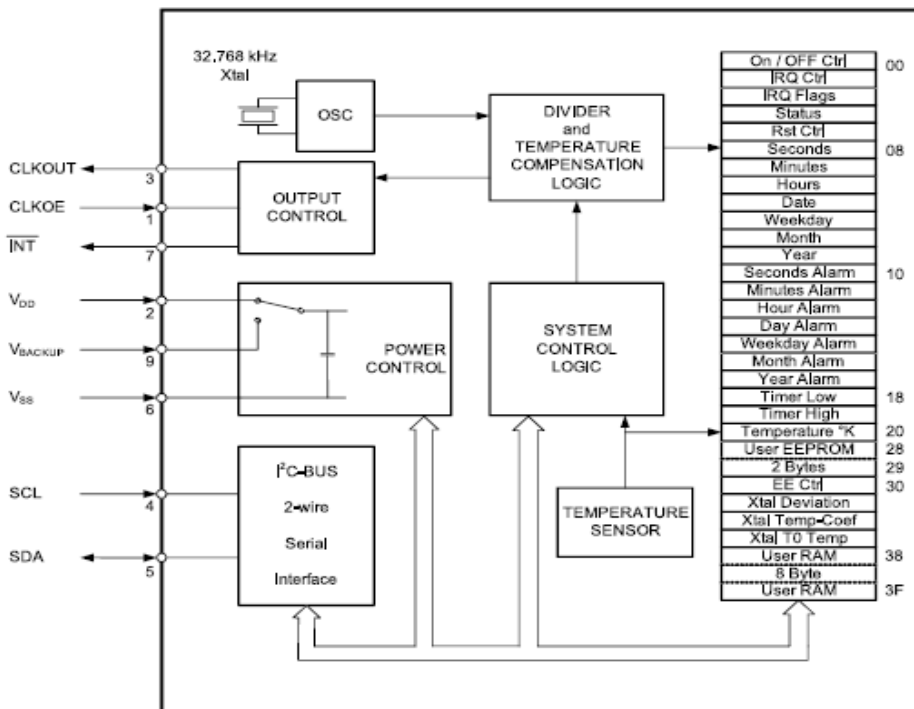 32.768 kHz
Xtal
OSC
DIVIDER
and
TEMPERATURE
COMPENSATION
LOGIC
CLKOUT
3
CLKOE
1
INT
7
OUTPUT
CONTROL
VDD
2
VBACKUP
9
VSS
6
POWER
CONTROL
SYSTEM
CONTROL
LOGIC
SCL
4
SDA
5
I²C-BUS
2-wire
Serial
Interface
TEMPERATURE
SENSOR
On / OFF Ctrl 00
IRQ Ctrl
IRQ Flags
Status
Rst Ctrl
Seconds 08
Minutes
Hours
Date
Weekday
Month
Year
Seconds Alarm 10
Minutes Alarm
Hour Alarm
Day Alarm
Weekday Alarm
Month Alarm
Year Alarm
Timer Low 18
Timer High
Temperature °K 20
User EEPROM 28
2 Bytes 29
EE Ctrl 30
Xtal Deviation
Xtal Temp-Coef
Xtal T0 Temp
User RAM 38
8 Byte
User RAM 3F